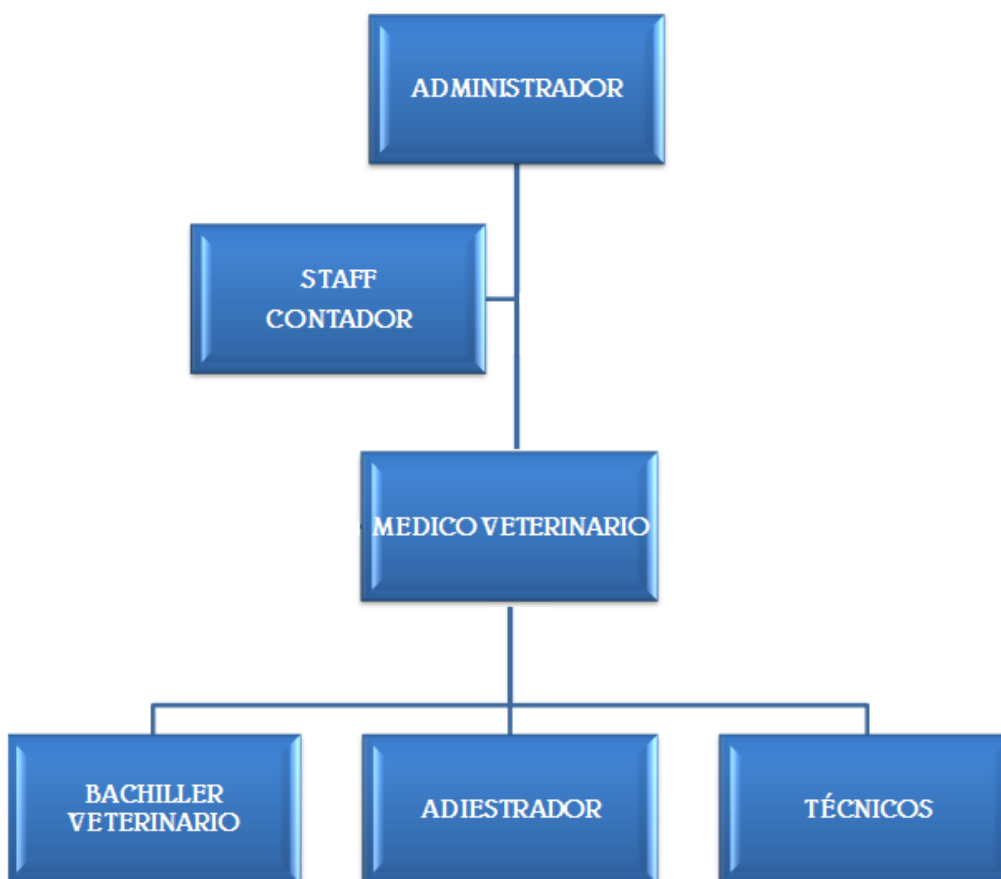 ADMINISTRADOR
STAFF
CONTADOR
MEDICO VETERINARIO
BACHILLER
VETERINARIO
ADIESTRADOR
TÉCNICOS